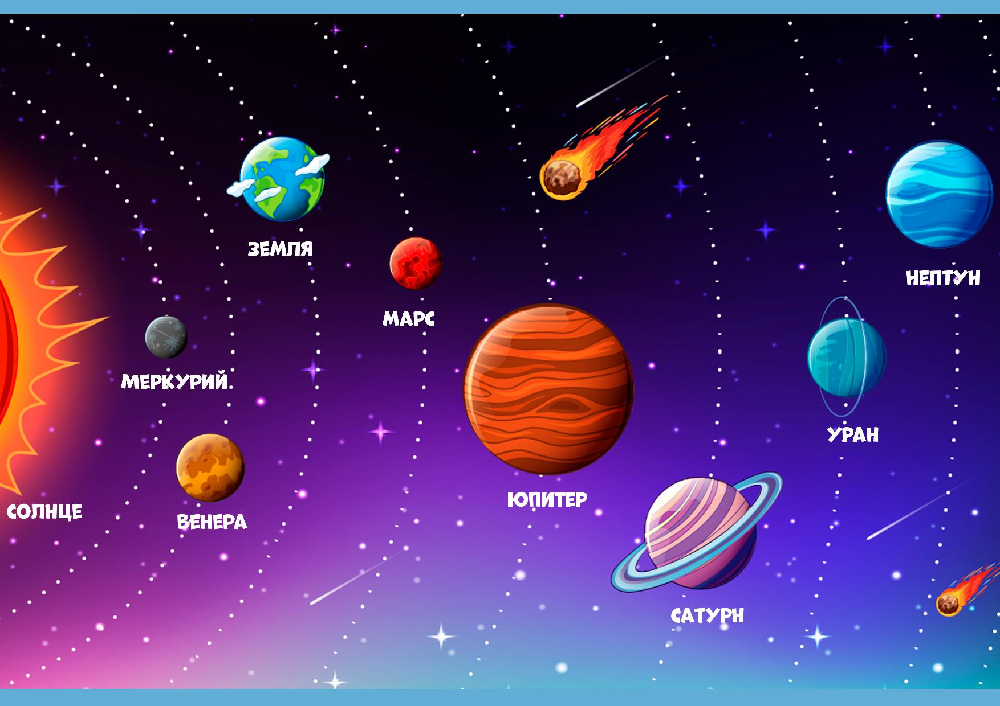 ЗЕМЛЯ
НЕПТУН
МАРС
МЕРКУРИЙ
УРАН
ЮПИТЕР
СОЛНЦЕ
ВЕНЕРА
САТУРН